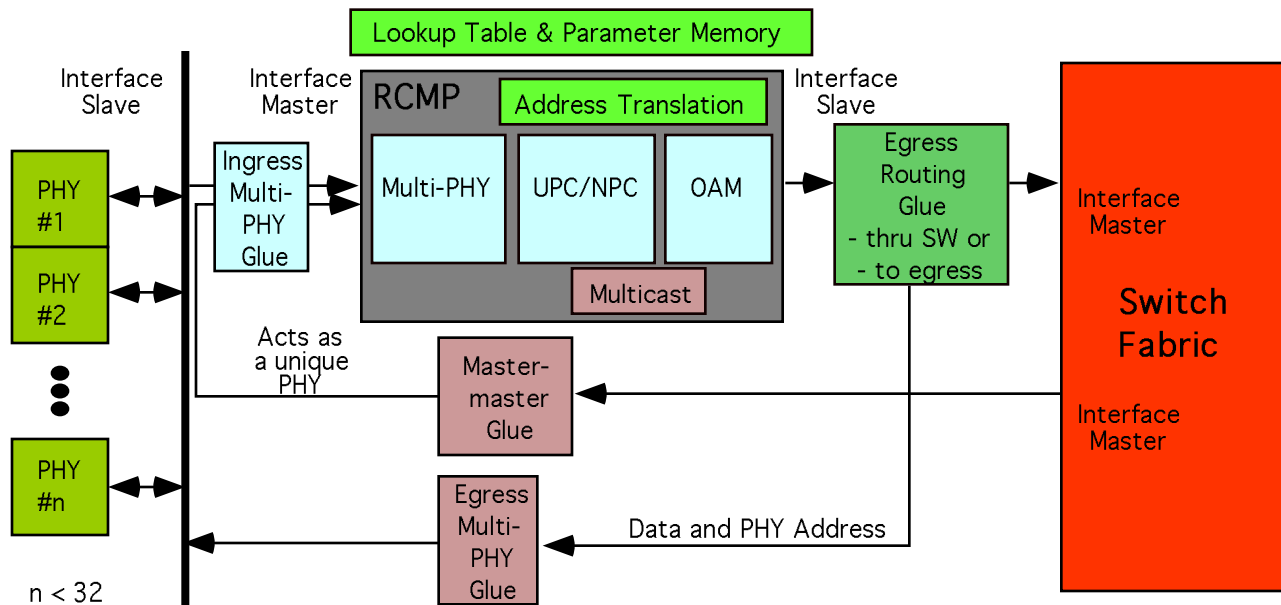 Lookup Table & Parameter Memory
Interface
Slave
Interface
Master
RCMP
Address Translation
Interface
Slave
PHY
#1
PHY
#2
PHY
#n
n < 32
Ingress
Multi-
PHY
Glue
Multi-PHY
UPC/NPC
OAM
Multicast
Egress
Routing
Glue
- thru SW or
- to egress
Interface
Master
Switch
Fabric
Interface
Master
Acts as
a unique
PHY
Master-
master
Glue
Egress
Multi-
PHY
Glue
Data and PHY Address